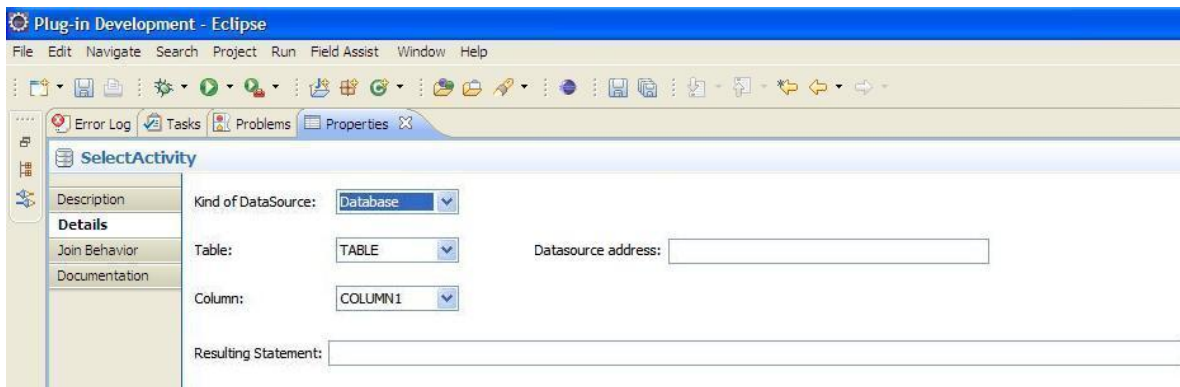 Plug-in Development - Eclipse
File Edit Navigate Search Project Run Field Assist Window Help
Error Log Tasks Problems Properties
SelectActivity
Description
Details
Join Behavior
Documentation
Kind of DataSource: Database
Table: TABLE Datasource address:
Column: COLUMN1
Resulting Statement: